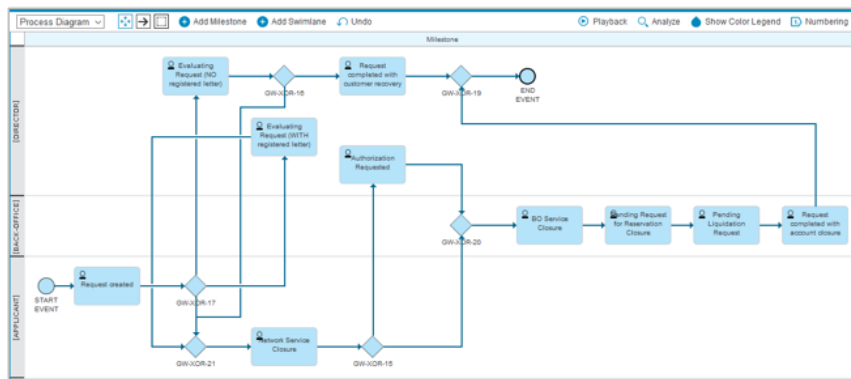 Process Diagram
Add Milestone
Add Swimlane
Undo
Playback
Analyze
Show Color Legend
Numbering
Milestone
[DIRECTOR]
Evaluating
Request (NO
registered letter)
GW-XOR-16
Request
completed with
customer recovery
GW-XOR-19
END
EVENT
Evaluating
Request (WITH
registered letter)
Authorization
Requested
[BACK-OFFICE]
GW-XOR-20
BO Service
Closure
Pending Request
for Reservation
Closure
Pending
Liquidation
Request
Request
completed with
account closure
[APPLICANT]
START
EVENT
Request created
GW-XOR-17
GW-XOR-21
Network Service
Closure
GW-XOR-15